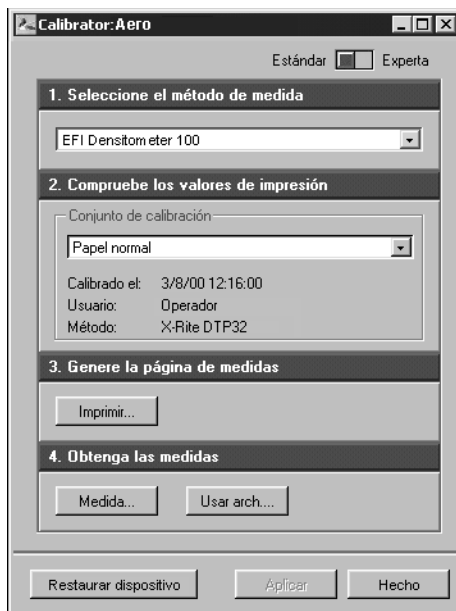 Calibrator:Aero
Estándar Experta
1. Seleccione el método de medida
EFI Densitometer 100
2. Compruebe los valores de impresión
Conjunto de calibración
Papel normal
Calibrado el: 3/8/00 12:16:00
Usuario: Operador
Método: X-Rite DTP32
3. Genere la página de medidas
Imprimir...
4. Obtenga las medidas
Medida... Usar arch....
Restaurar dispositivo Aplicar Hecho